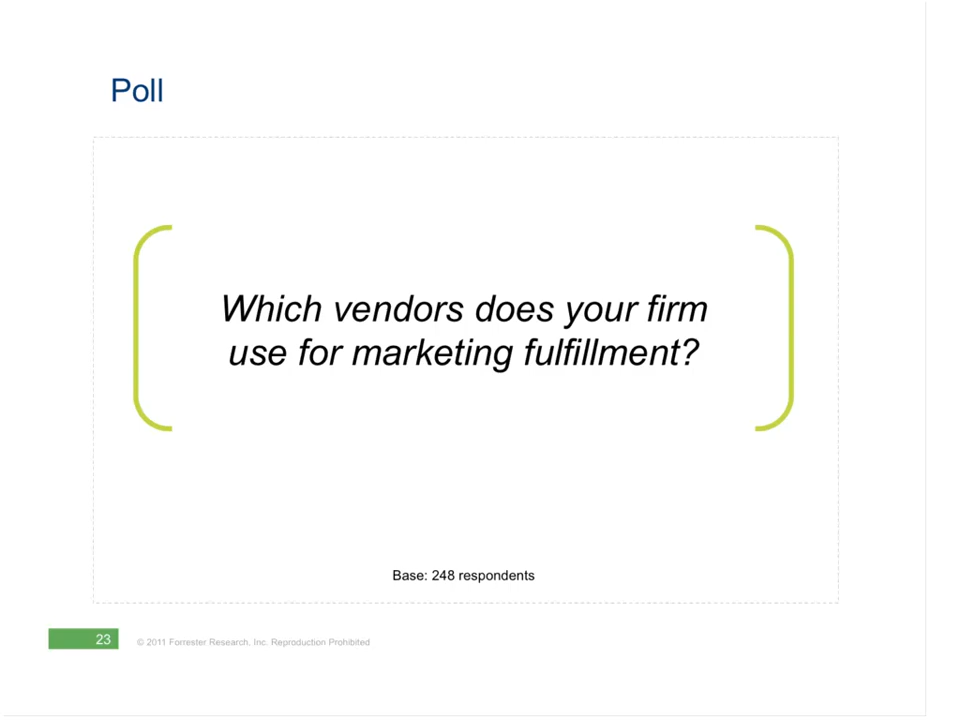 Poll
Which vendors does your firm
use for marketing fulfillment?
Base: 248 respondents
23
© 2011 Forrester Research, Inc. Reproduction Prohibited